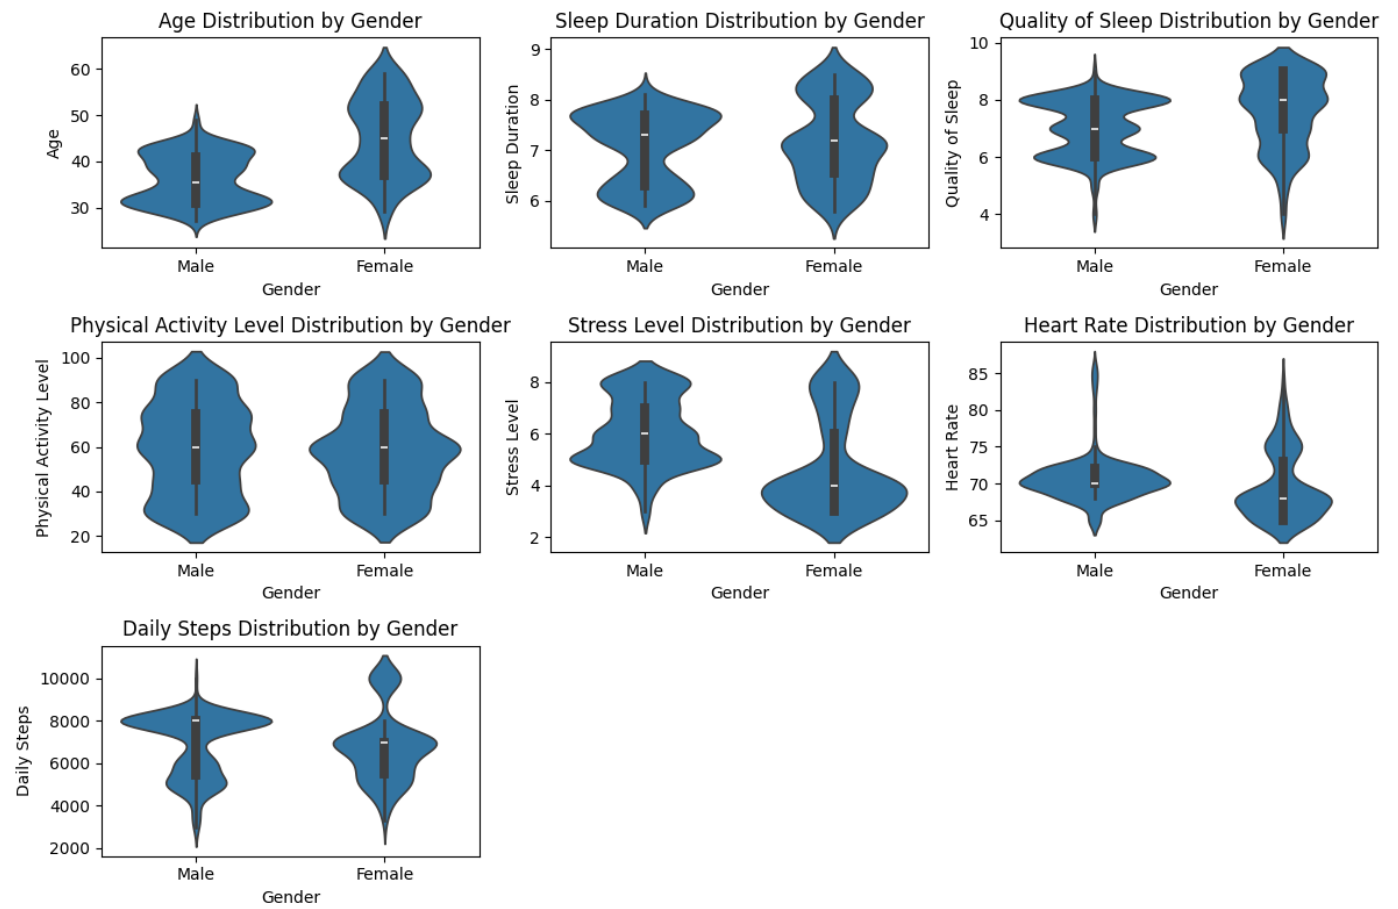 Age Distribution by Gender
Age
60
50
40
30
Male
Female
Gender
Sleep Duration Distribution by Gender
Sleep Duration
9
8
7
6
Male
Female
Gender
Quality of Sleep Distribution by Gender
Quality of Sleep
10
8
6
4
Male
Female
Gender
Physical Activity Level Distribution by Gender
Physical Activity Level
100
80
60
40
20
Male
Female
Gender
Stress Level Distribution by Gender
Stress Level
8
6
4
2
Male
Female
Gender
Heart Rate Distribution by Gender
Heart Rate
85
80
75
70
65
Male
Female
Gender
Daily Steps Distribution by Gender
Daily Steps
10000
8000
6000
4000
2000
Male
Female
Gender